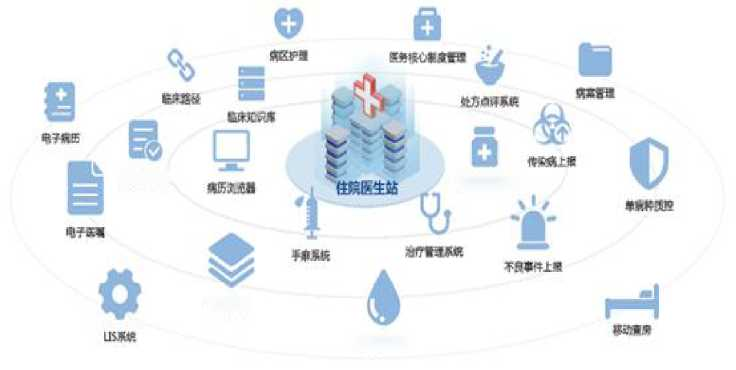 病区护理
医务核心制度管理
临床路径
临床知识库
处方点评系统
病案管理
电子病历
传染病上报
病历浏览器
住院医生站
单病种质控
电子医嘱
手麻系统
治疗管理系统
不良事件上报
LIS系统
移动查房